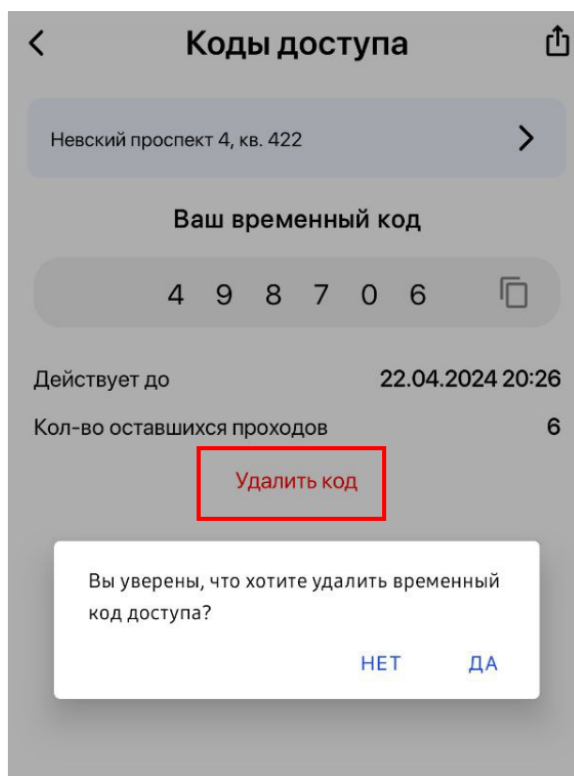 Коды доступа
Невский проспект 4, кв. 422
Ваш временный код
4 9 8 7 0 6
Действует до 22.04.2024 20:26
Кол-во оставшихся проходов 6
Удалить код
Вы уверены, что хотите удалить временный
код доступа?
НЕТ ДА